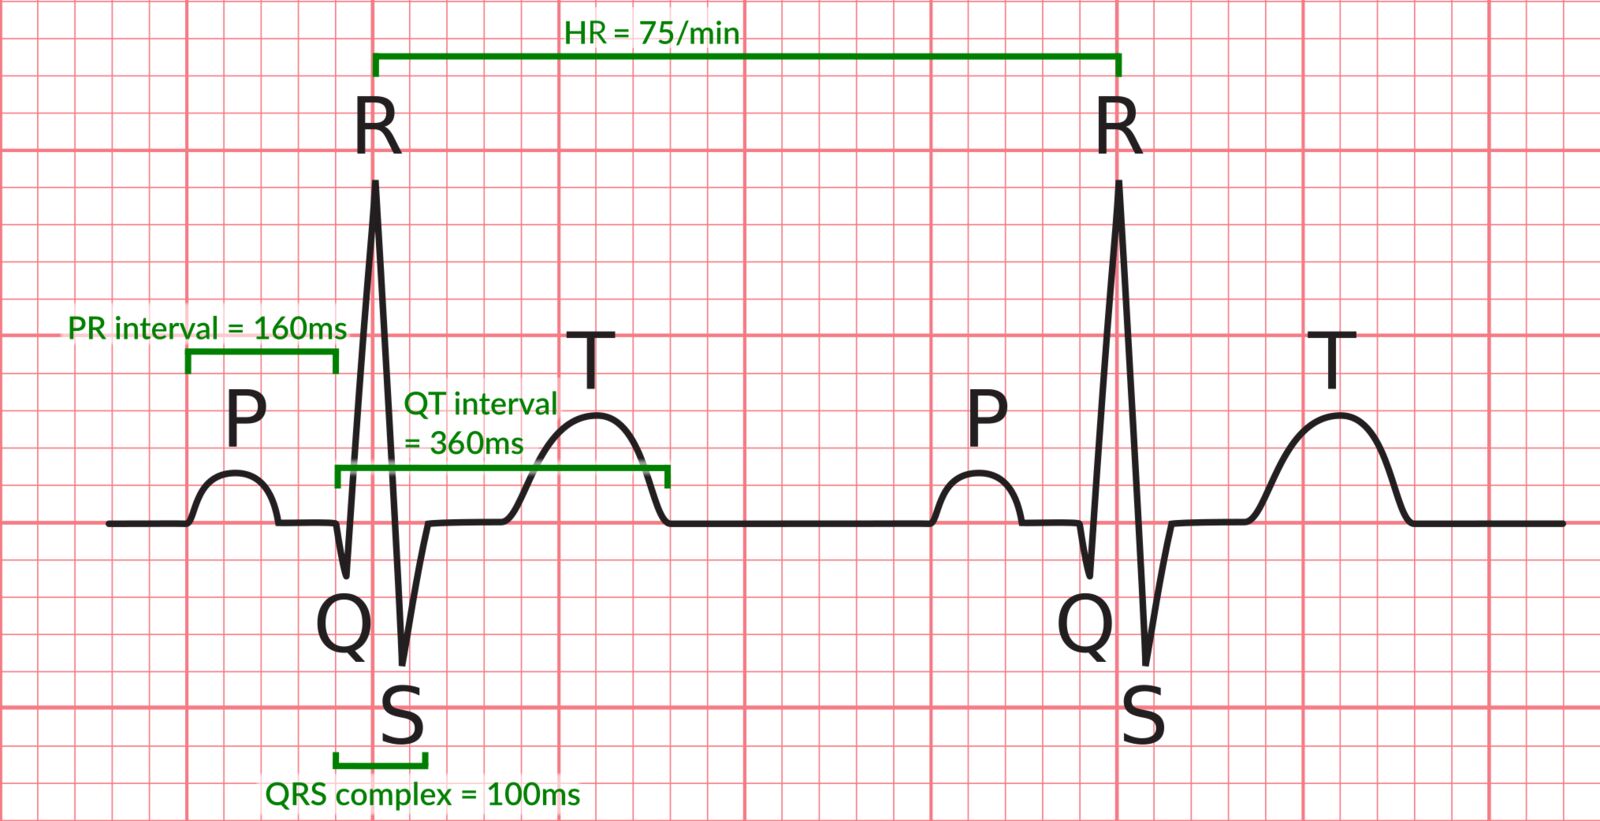 HR = 75/min
R
R
PR interval = 160ms
T
T
P
QT interval
= 360ms
P
Q
Q
S
S
QRS complex = 100ms